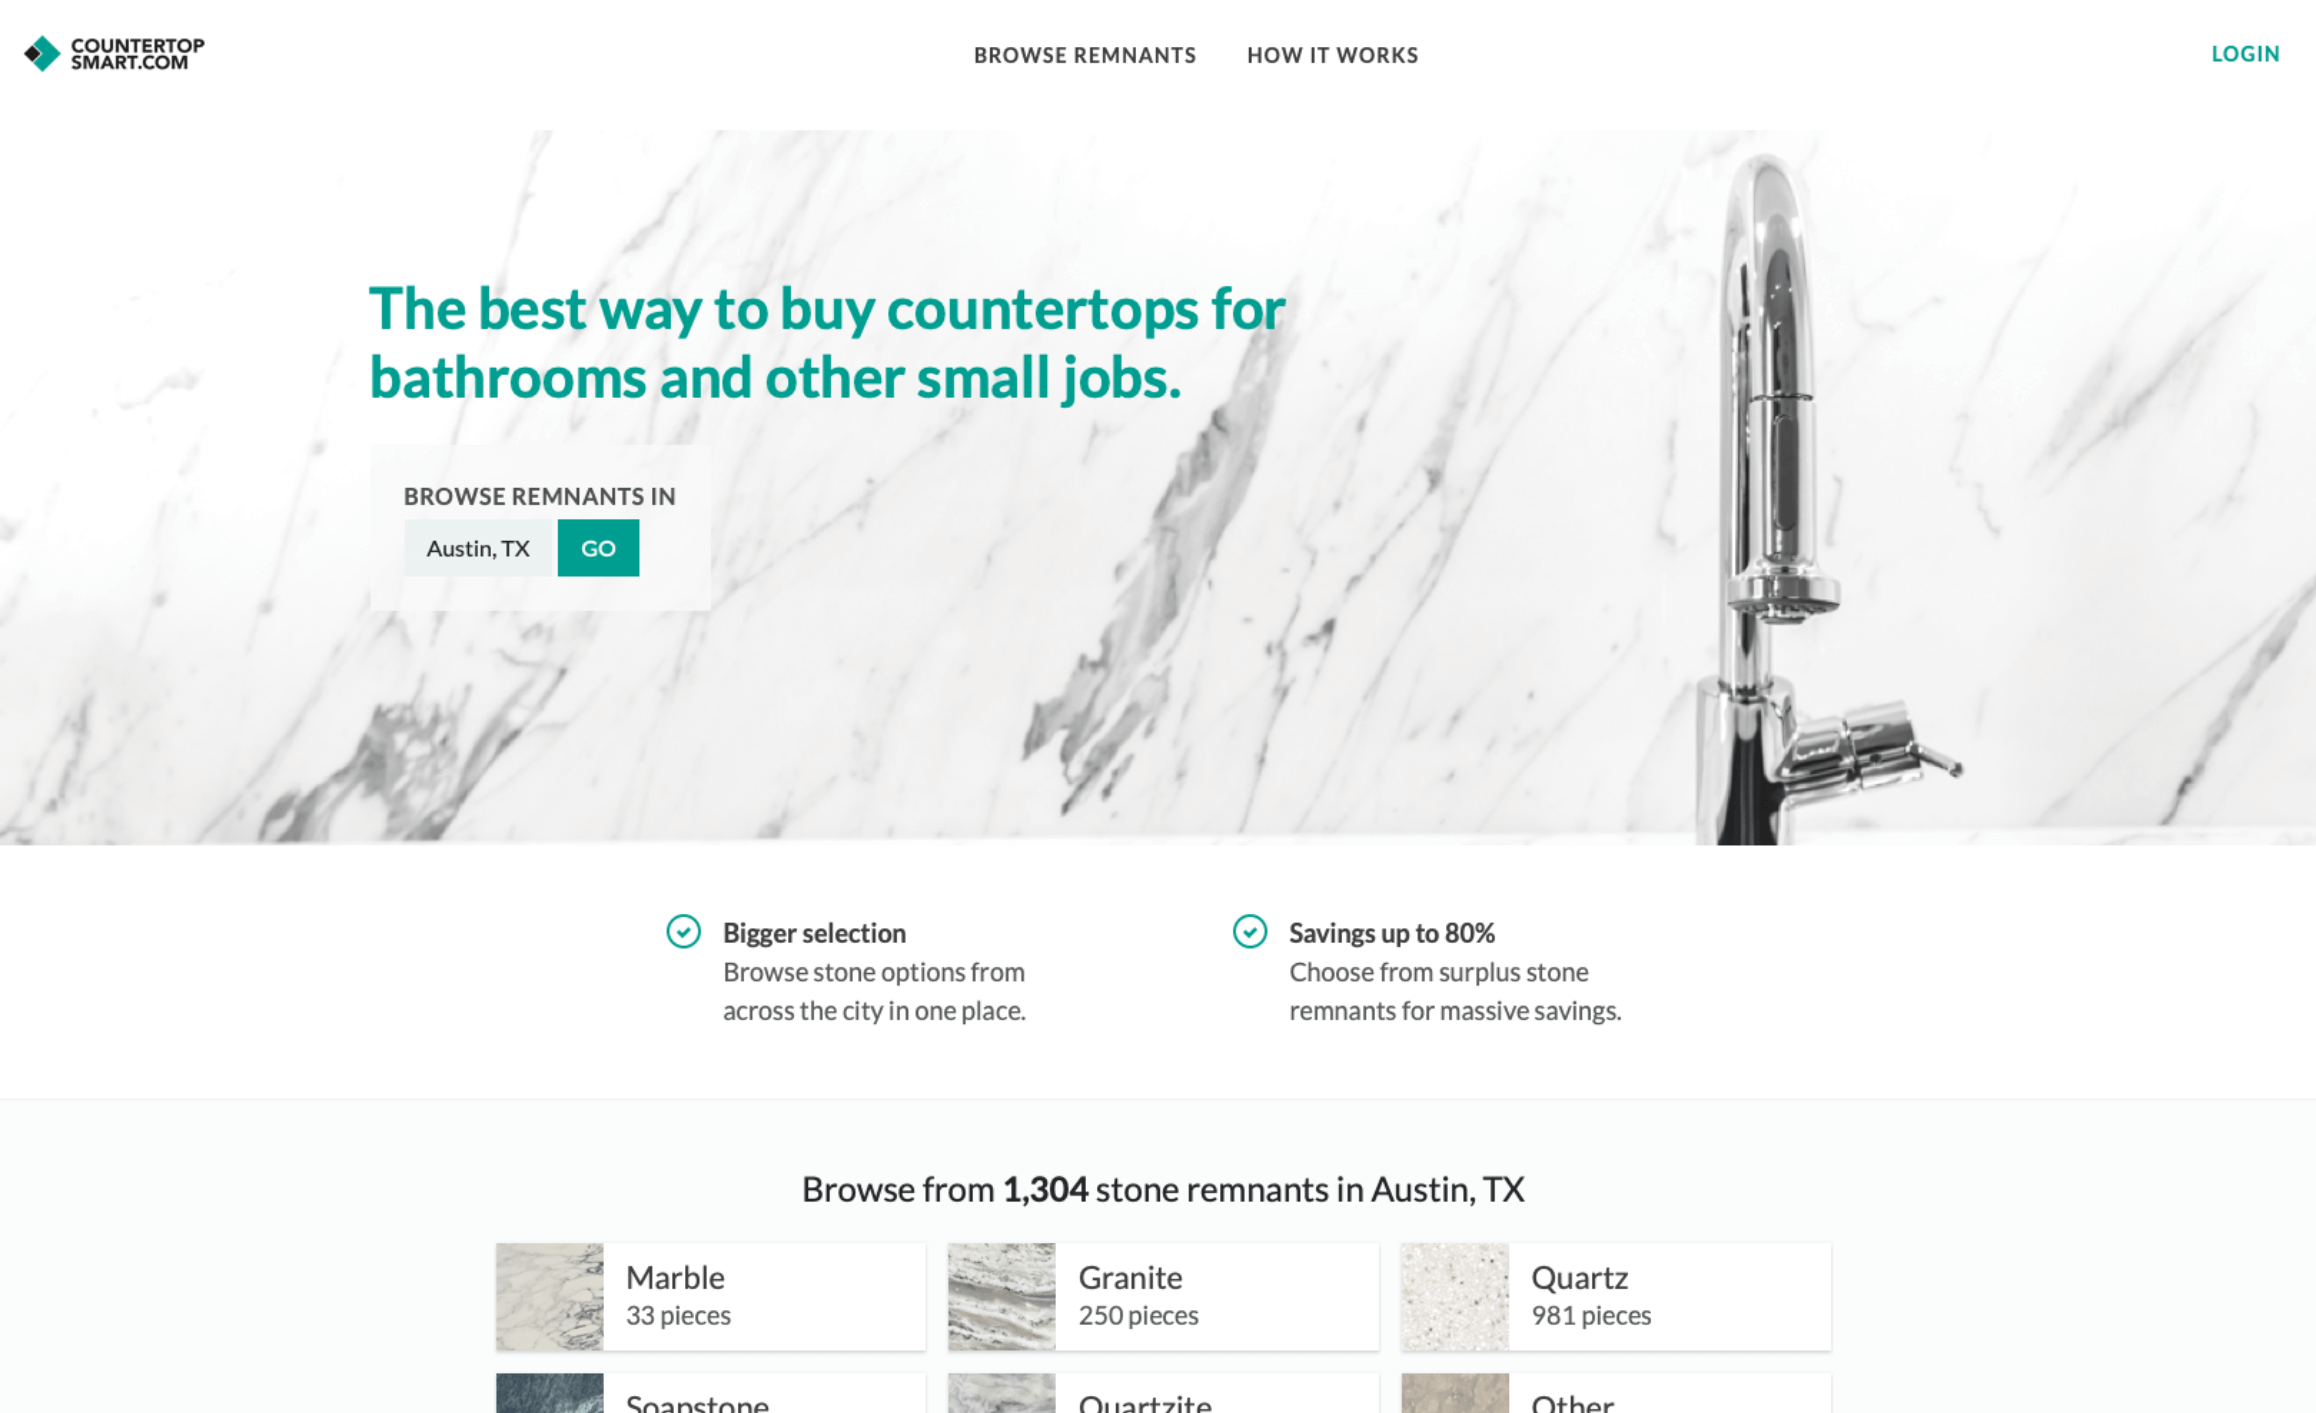 COUNTERTOP
SMART.COM
BROWSE REMNANTS
HOW IT WORKS
LOGIN
The best way to buy countertops for
bathrooms and other small jobs.
BROWSE REMNANTS IN
Austin, TX
GO
Bigger selection
Browse stone options from
across the city in one place.
Savings up to 80%
Choose from surplus stone
remnants for massive savings.
Browse from 1,304 stone remnants in Austin, TX
Marble
33 pieces
Granite
250 pieces
Quartz
981 pieces
Soapstone
Quartzite
Other